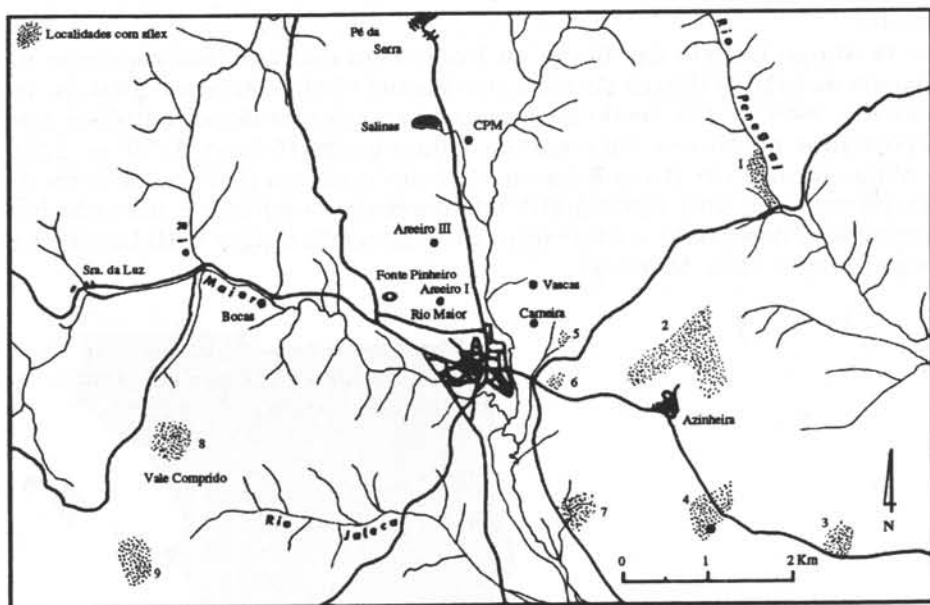 Localidades com sílex
Pé da
Serra
Rio
Penegral
Salinas
CPM
1
Rio
Areeiro III
Sra. da Luz
Maior
Bocas
Fonte Pinheiro
Areeiro I
Rio Maior
Vascas
Carneira
5
2
6
Azinheira
8
Vale Comprido
Rio
Jaleca
7
4
3
N
9
0 1 2 Km